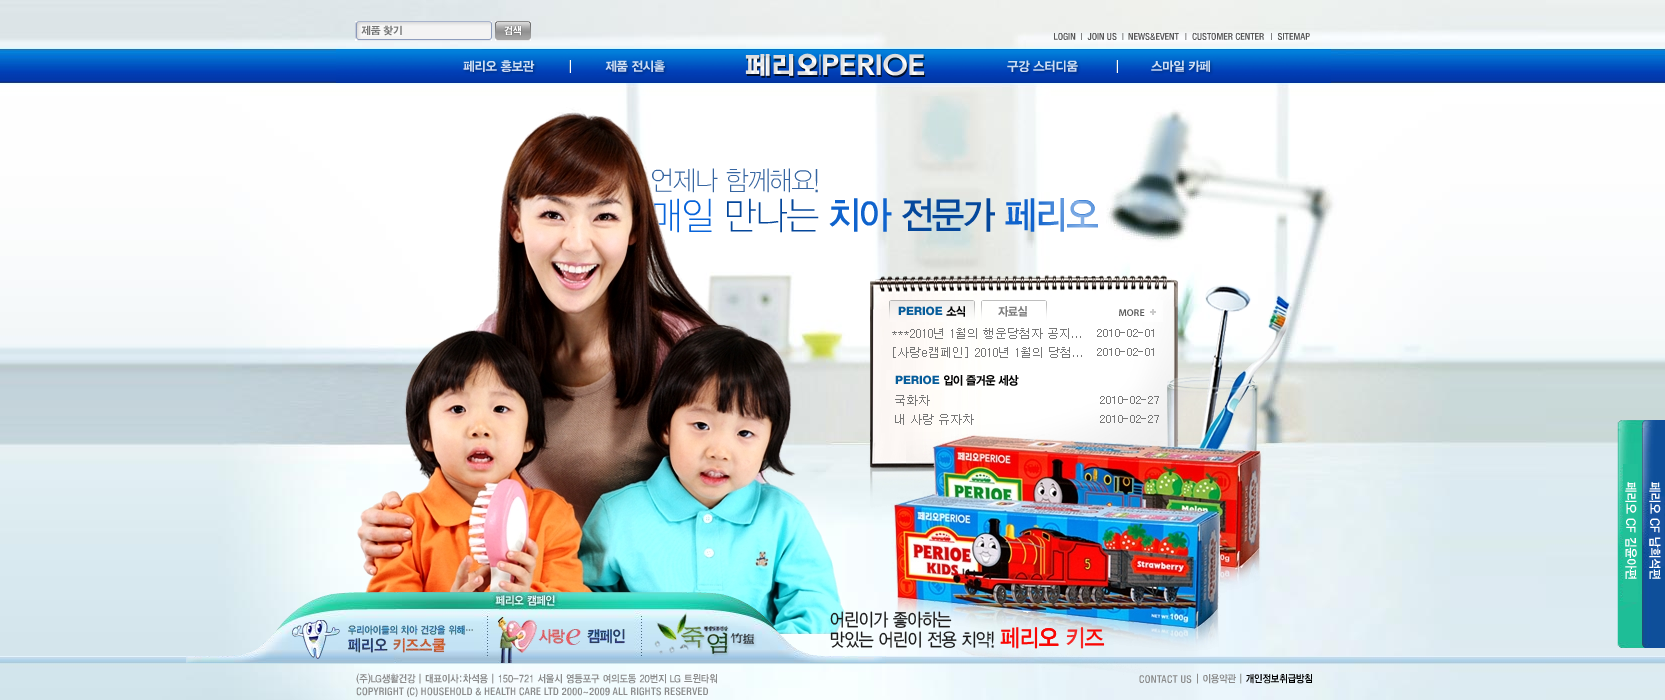 제품 찾기
검색
LOGIN | JOIN US | NEWS&EVENT | CUSTOMER CENTER | SITEMAP
페리오 홍보관 | 제품 전시홀
페리오 PERIOE
구강 스터디움 | 스마일 카페
언제나 함께해요!
매일 만나는 치아 전문가 페리오
PERIOE 소식
자료실
MORE +
***2010년 1월의 행운당첨자 공지... 2010-02-01
[사랑e캠페인] 2010년 1월의 당첨... 2010-02-01
PERIOE 입이 즐거운 세상
국화차 2010-02-27
내 사랑 유자차 2010-02-27
페리오PERIOE
PERIOE
Melon
페리오PERIOE
PERIOE
KIDS
5
Strawberry
NET WT 100g
어린이가 좋아하는
맛있는 어린이 전용 치약! 페리오 키즈
페리오 CF 김윤아편
페리오 CF 남희석편
페리오 캠페인
우리아이들의 치아 건강을 위해...
페리오 키즈스쿨
사랑e 캠페인
죽염 竹鹽
(주)LG생활건강 | 대표이사:차석용 | 150-721 서울시 영등포구 여의도동 20번지 LG 트윈타워
COPYRIGHT (C) HOUSEHOLD & HEALTH CARE LTD 2000~2009 ALL RIGHTS RESERVED
CONTACT US | 이용약관 | 개인정보취급방침